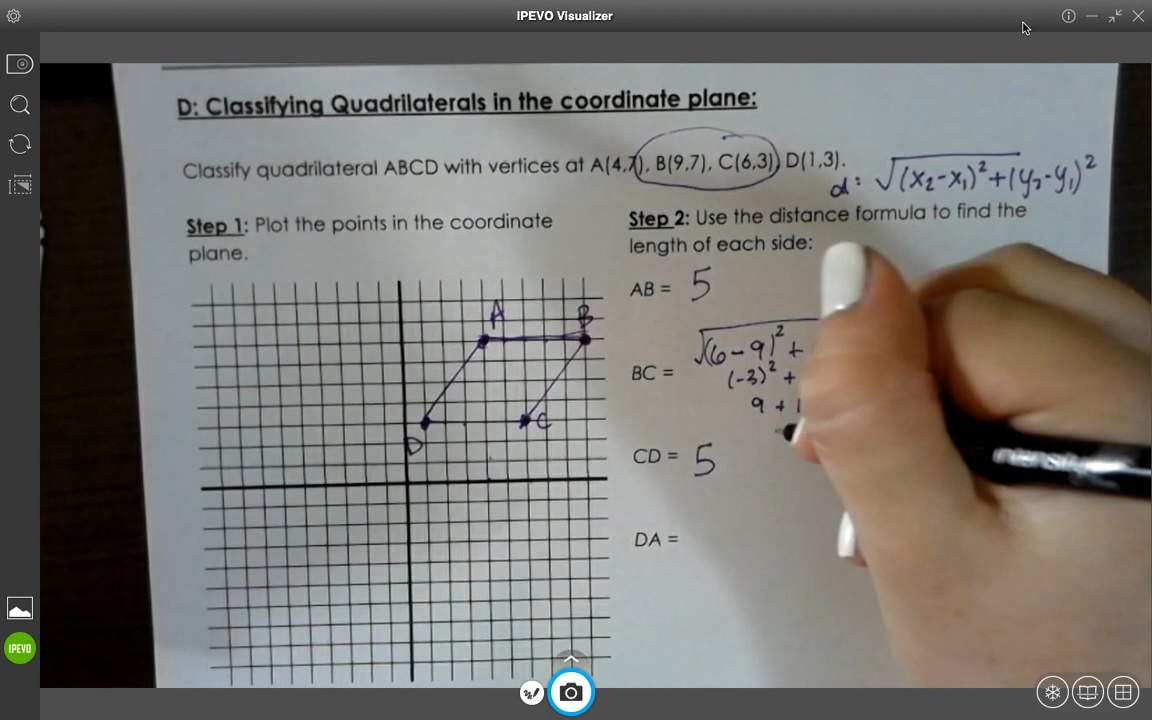 IPEVO Visualizer
D: Classifying Quadrilaterals in the coordinate plane:
Classify quadrilateral ABCD with vertices at A(4,7), B(9,7), C(6,3), D(1,3).
d: √(x₂-x₁)²+(y₂-y₁)²
Step 1: Plot the points in the coordinate
plane.
Step 2: Use the distance formula to find the
length of each side:
AB = 5
BC = √(6-9)² +
(-3)² +
9 +
CD = 5
DA =
A
B
C
D
IPEVO